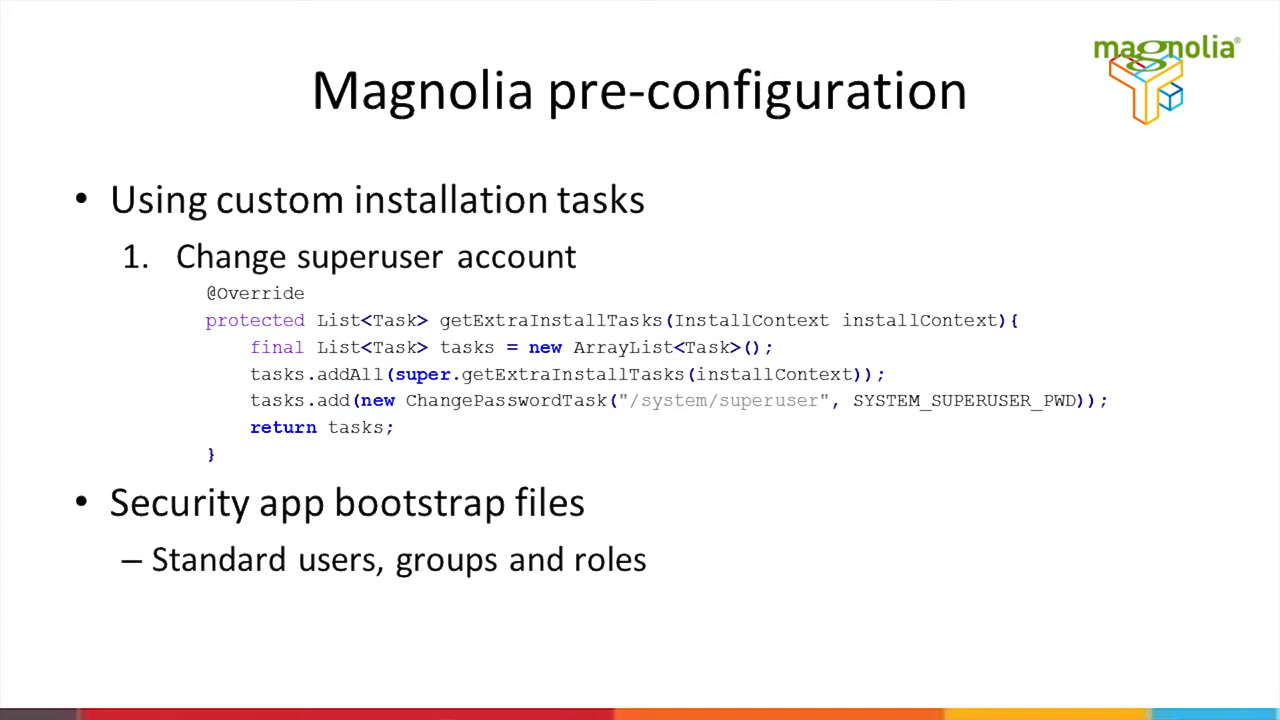 magnolia®
Magnolia pre-configuration
• Using custom installation tasks
1. Change superuser account
@Override
protected List<Task> getExtraInstallTasks(InstallContext installContext){
final List<Task> tasks = new ArrayList<Task>();
tasks.addAll(super.getExtraInstallTasks(installContext));
tasks.add(new ChangePasswordTask("/system/superuser", SYSTEM_SUPERUSER_PWD));
return tasks;
}
• Security app bootstrap files
– Standard users, groups and roles